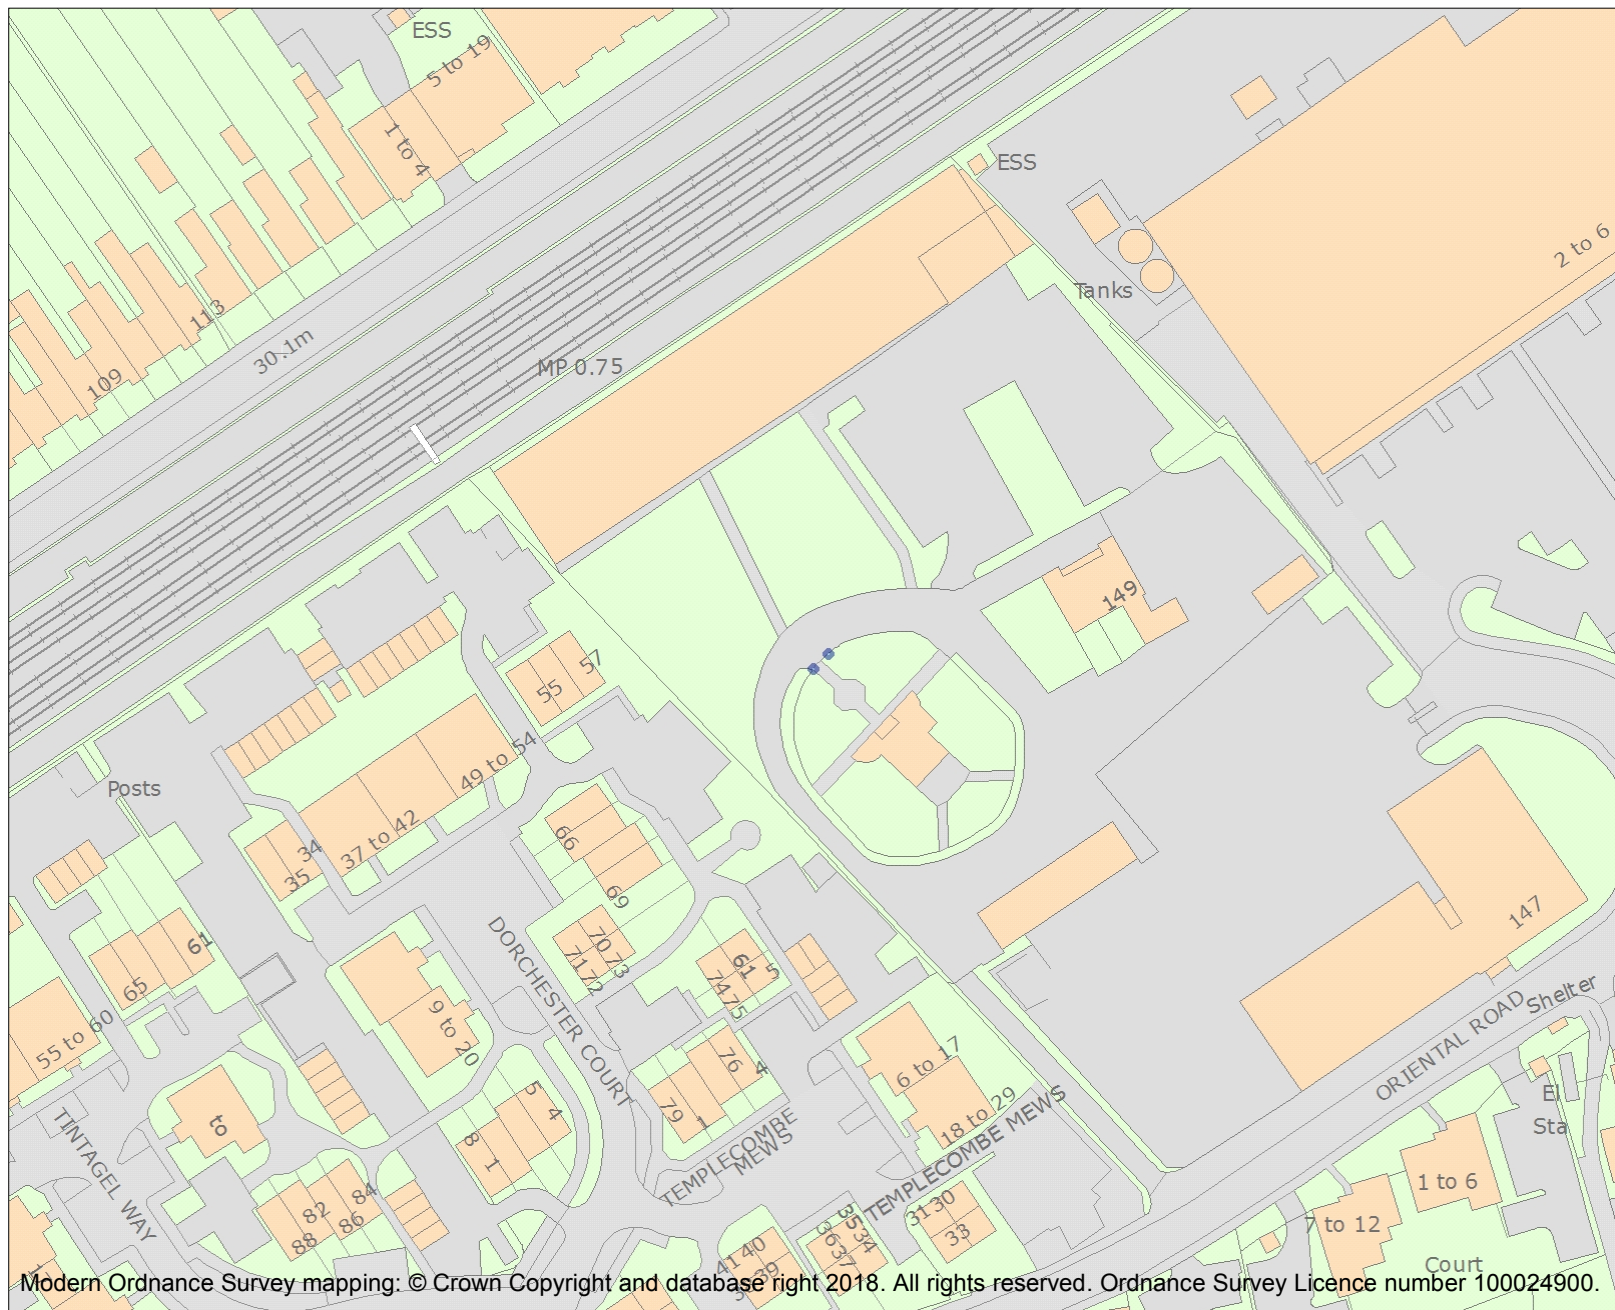 ESS
5 to 19
1 to 4
ESS
2 to 6
Tanks
113
30.1m
MP 0.75
109
149
57
55
49 to 54
Posts
37 to 42
34
35
66
69
147
61
65
DORCHESTER COURT
70 73
71 72
61 5
74 75
9 to 20
55 to 60
6 to 17
76 4
79 1
18 to 29
ORIENTAL ROAD
Shelter
El
Sta
TINTAGEL WAY
to
5 4
8 1
TEMPLECOMBE
MEWS
TEMPLECOMBE MEWS
82 84
88 86
31 30
33
35 34
36 37
41 40
39
1 to 6
7 to 12
Court
Modern Ordnance Survey mapping: © Crown Copyright and database right 2018. All rights reserved. Ordnance Survey Licence number 100024900.